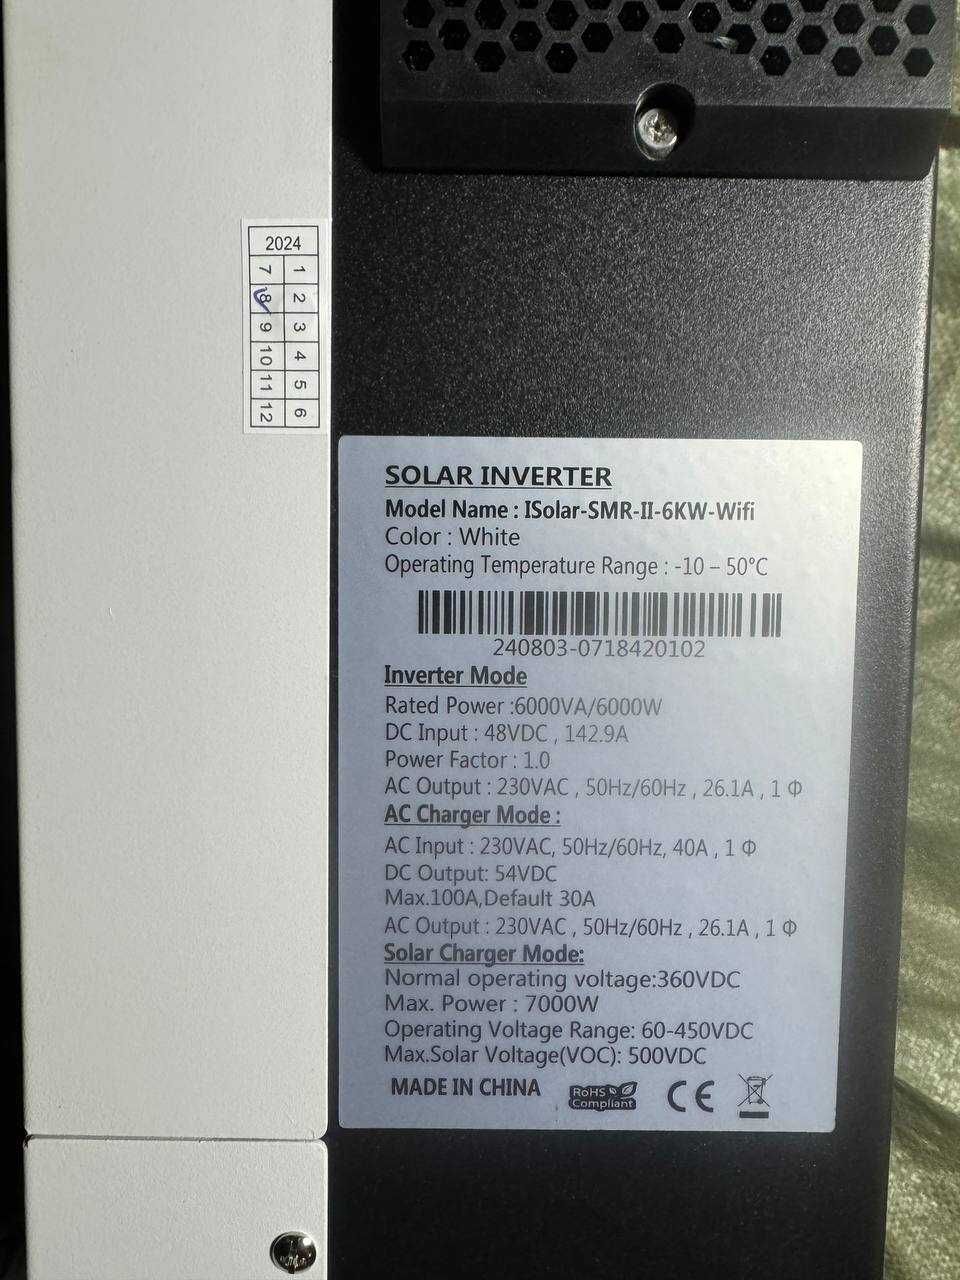 2024
7 1
8 2
9 3
10 4
11 5
12 6
SOLAR INVERTER
Model Name : ISolar-SMR-II-6KW-Wifi
Color : White
Operating Temperature Range : -10 – 50°C
240803-0718420102
Inverter Mode
Rated Power :6000VA/6000W
DC Input : 48VDC , 142.9A
Power Factor : 1.0
AC Output : 230VAC , 50Hz/60Hz , 26.1A , 1 Φ
AC Charger Mode :
AC Input : 230VAC, 50Hz/60Hz, 40A , 1 Φ
DC Output: 54VDC
Max.100A,Default 30A
AC Output : 230VAC , 50Hz/60Hz , 26.1A , 1 Φ
Solar Charger Mode:
Normal operating voltage:360VDC
Max. Power : 7000W
Operating Voltage Range: 60-450VDC
Max.Solar Voltage(VOC): 500VDC
MADE IN CHINA RoHS Compliant CE